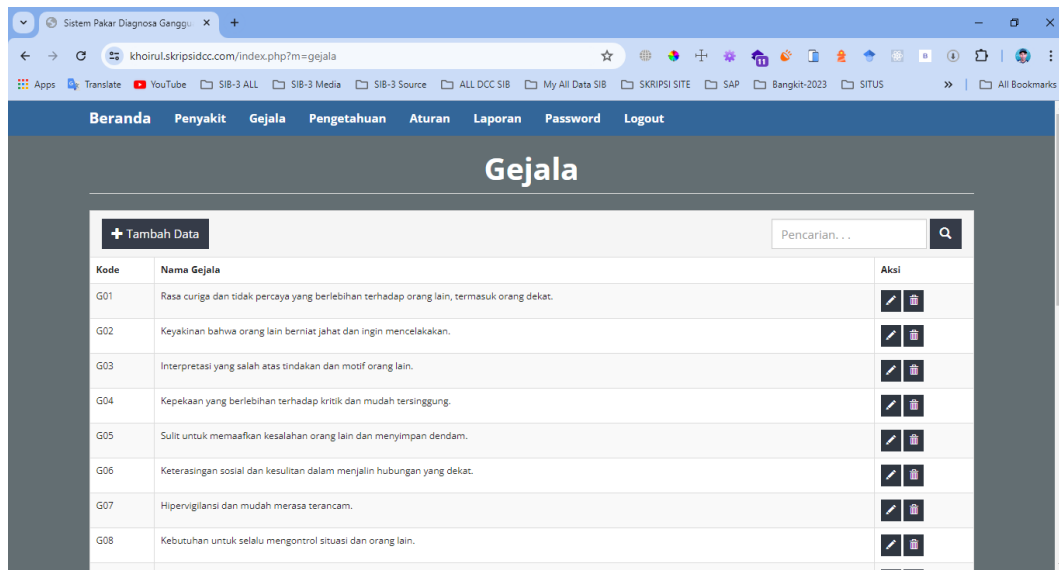 Sistem Pakar Diagnosa Ganggu
khoirul.skripsidcc.com/index.php?m=gejala
11
Apps Translate YouTube SIB-3 ALL SIB-3 Media SIB-3 Source ALL DCC SIB My All Data SIB SKRIPSI SITE SAP Bangkit-2023 SITUS » All Bookmarks
Beranda Penyakit Gejala Pengetahuan Aturan Laporan Password Logout
Gejala
Tambah Data Pencarian. . .
Kode Nama Gejala Aksi
G01 Rasa curiga dan tidak percaya yang berlebihan terhadap orang lain, termasuk orang dekat.
G02 Keyakinan bahwa orang lain berniat jahat dan ingin mencelakakan.
G03 Interpretasi yang salah atas tindakan dan motif orang lain.
G04 Kepekaan yang berlebihan terhadap kritik dan mudah tersinggung.
G05 Sulit untuk memaafkan kesalahan orang lain dan menyimpan dendam.
G06 Keterasingan sosial dan kesulitan dalam menjalin hubungan yang dekat.
G07 Hipervigilansi dan mudah merasa terancam.
G08 Kebutuhan untuk selalu mengontrol situasi dan orang lain.